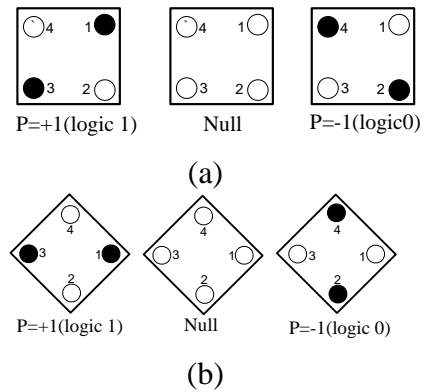 4 1 4 1 4 1
3 2 3 2 3 2
P=+1(logic 1) Null P=-1(logic0)
(a)
4 4 4
3 1 3 1 3 1
2 2 2
P=+1(logic 1) Null P=-1(logic 0)
(b)